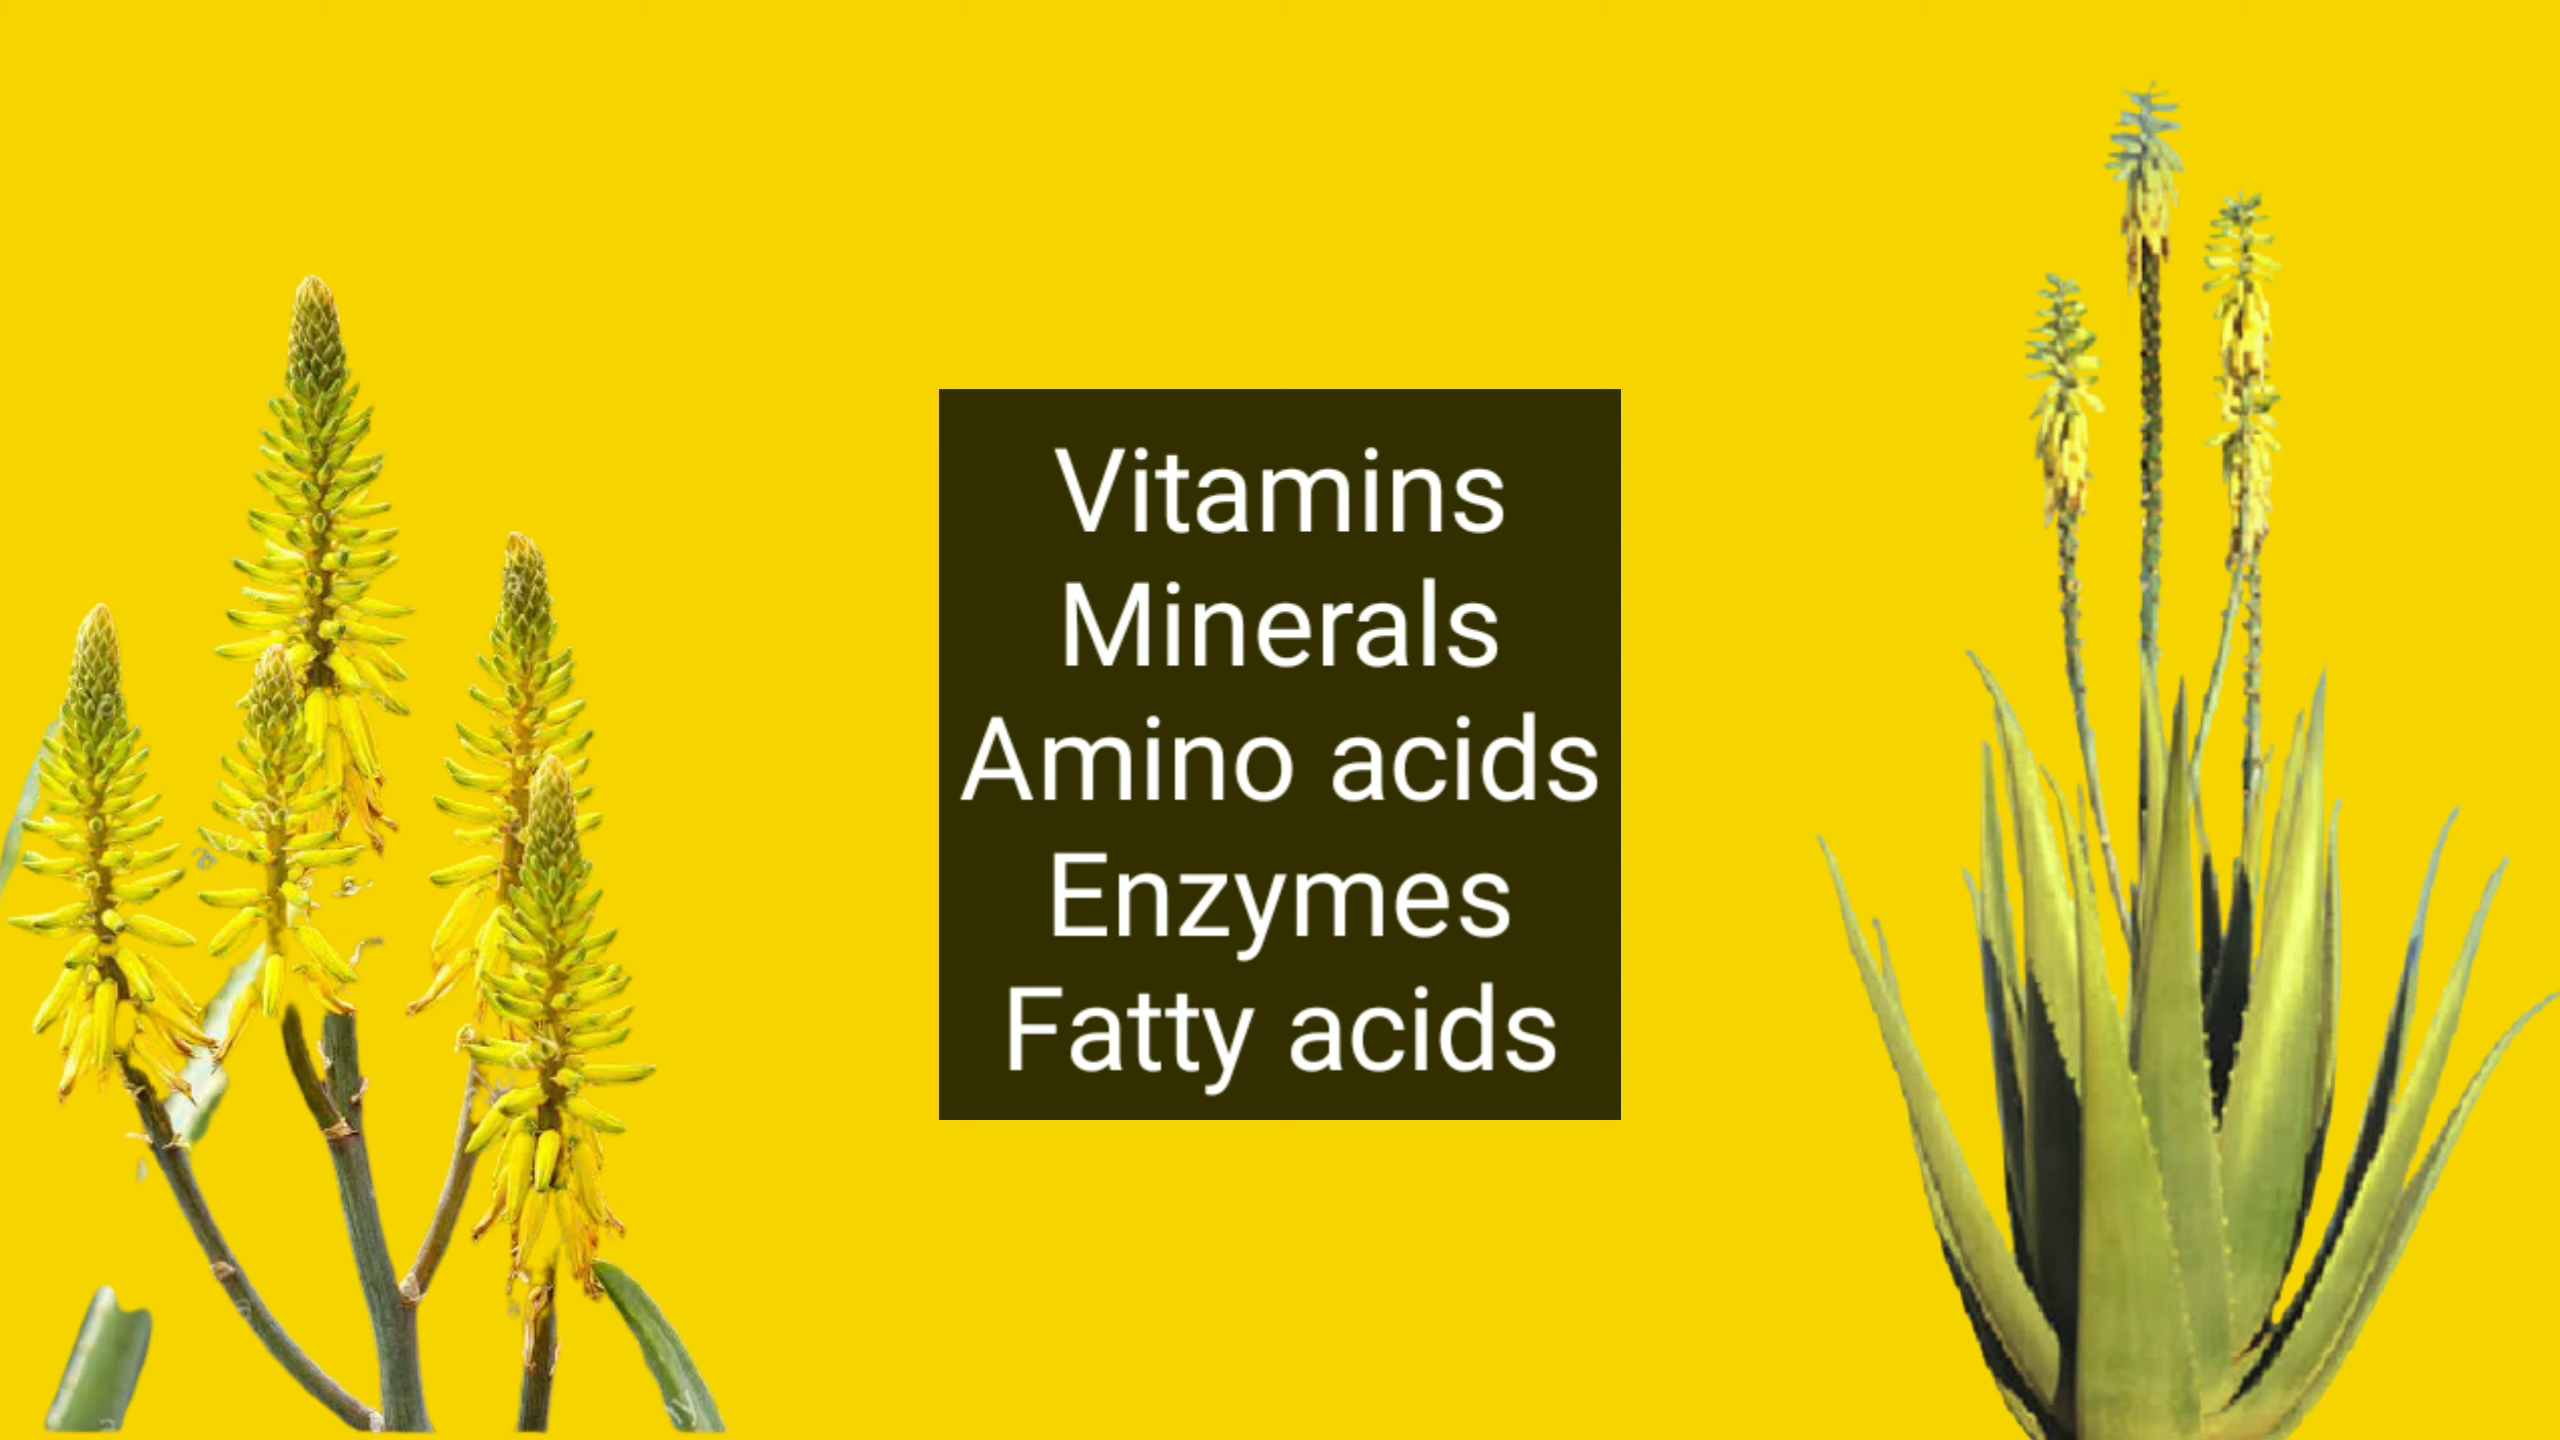 Vitamins
Minerals
Amino acids
Enzymes
Fatty acids